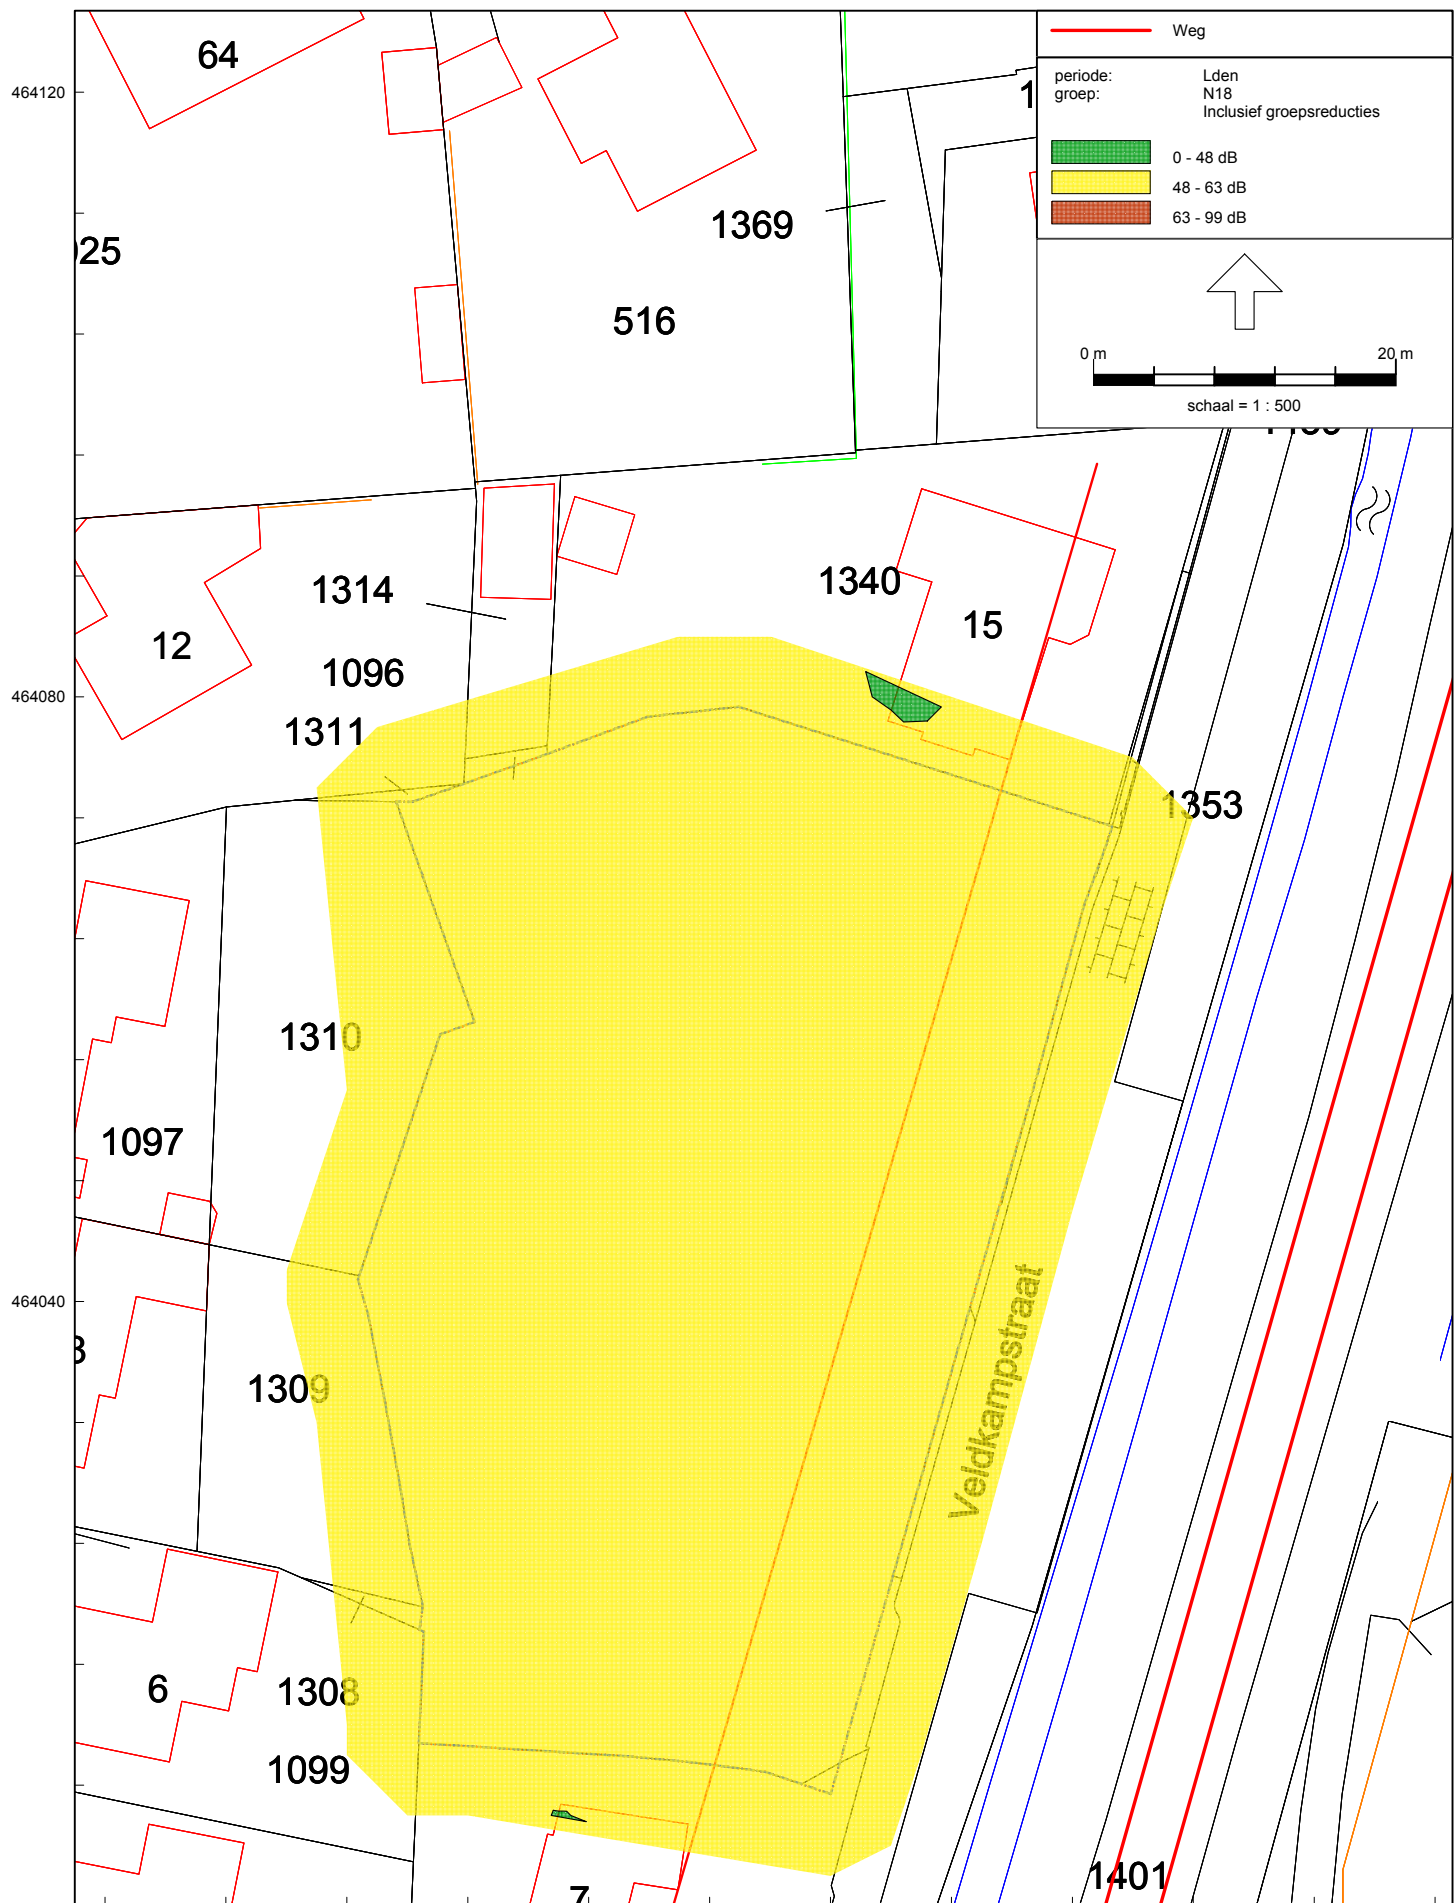 Weg
periode: Lden
groep: N18
Inclusief groepsreducties
0 - 48 dB
48 - 63 dB
63 - 99 dB
0 m 20 m
schaal = 1 : 500
64
464120
1369
516
1340
1314
15
12
1096
464080
1311
1353
1310
1097
464040
Veldkampstraat
1309
6
1308
1099
1401
7